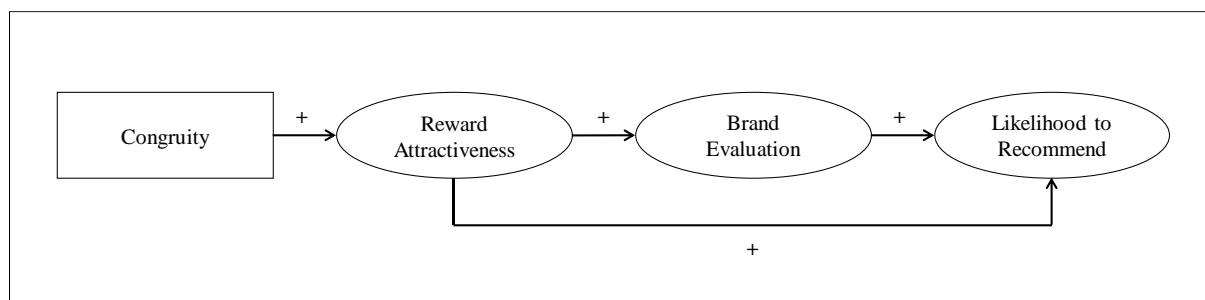 +
+
+
Congruity
Reward
Attractiveness
Brand
Evaluation
Likelihood to
Recommend
+